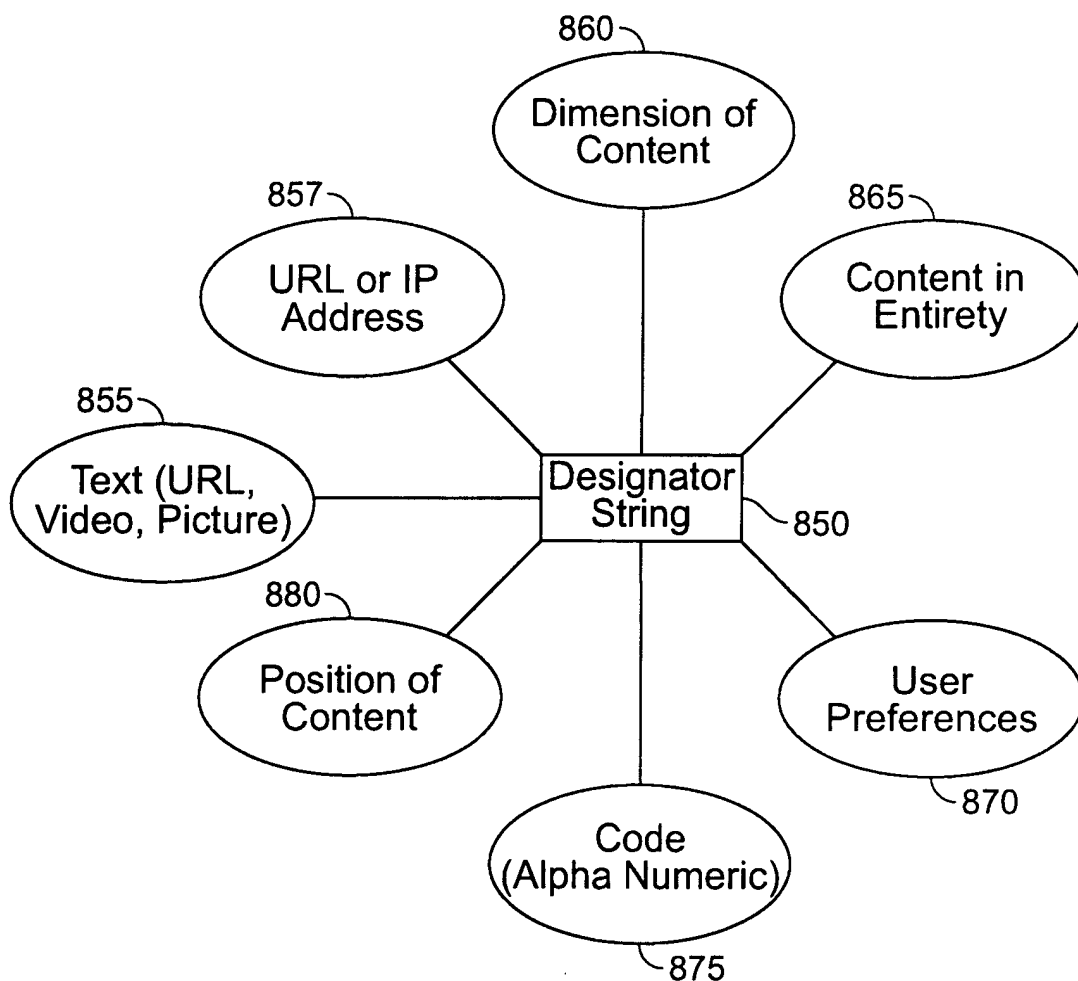 860
Dimension of
Content
857
URL or IP
Address
865
Content in
Entirety
855
Text (URL,
Video, Picture)
Designator
String
850
880
Position of
Content
User
Preferences
870
Code
(Alpha Numeric)
875